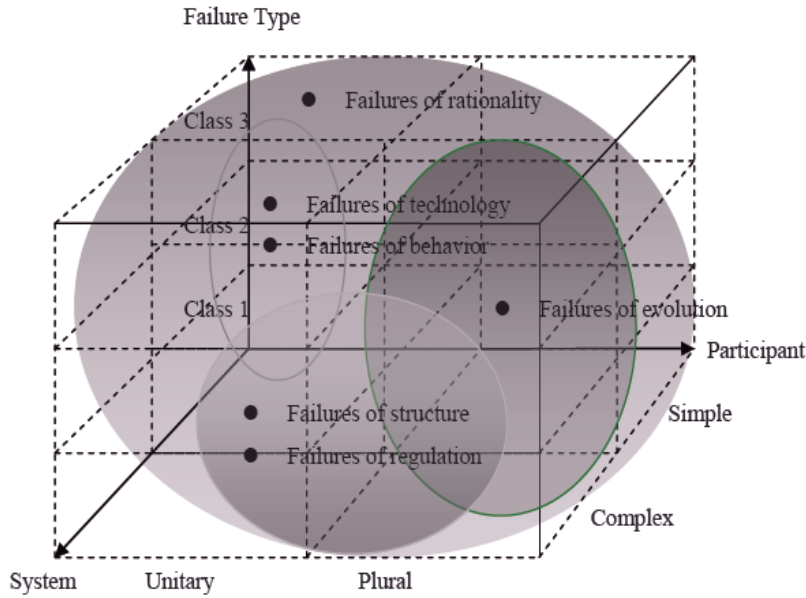 Failure Type
Failures of rationality
Class 3
Failures of technology
Class 2
Failures of behavior
Class 1
Failures of evolution
Participant
Failures of structure
Simple
Failures of regulation
Complex
System
Unitary
Plural